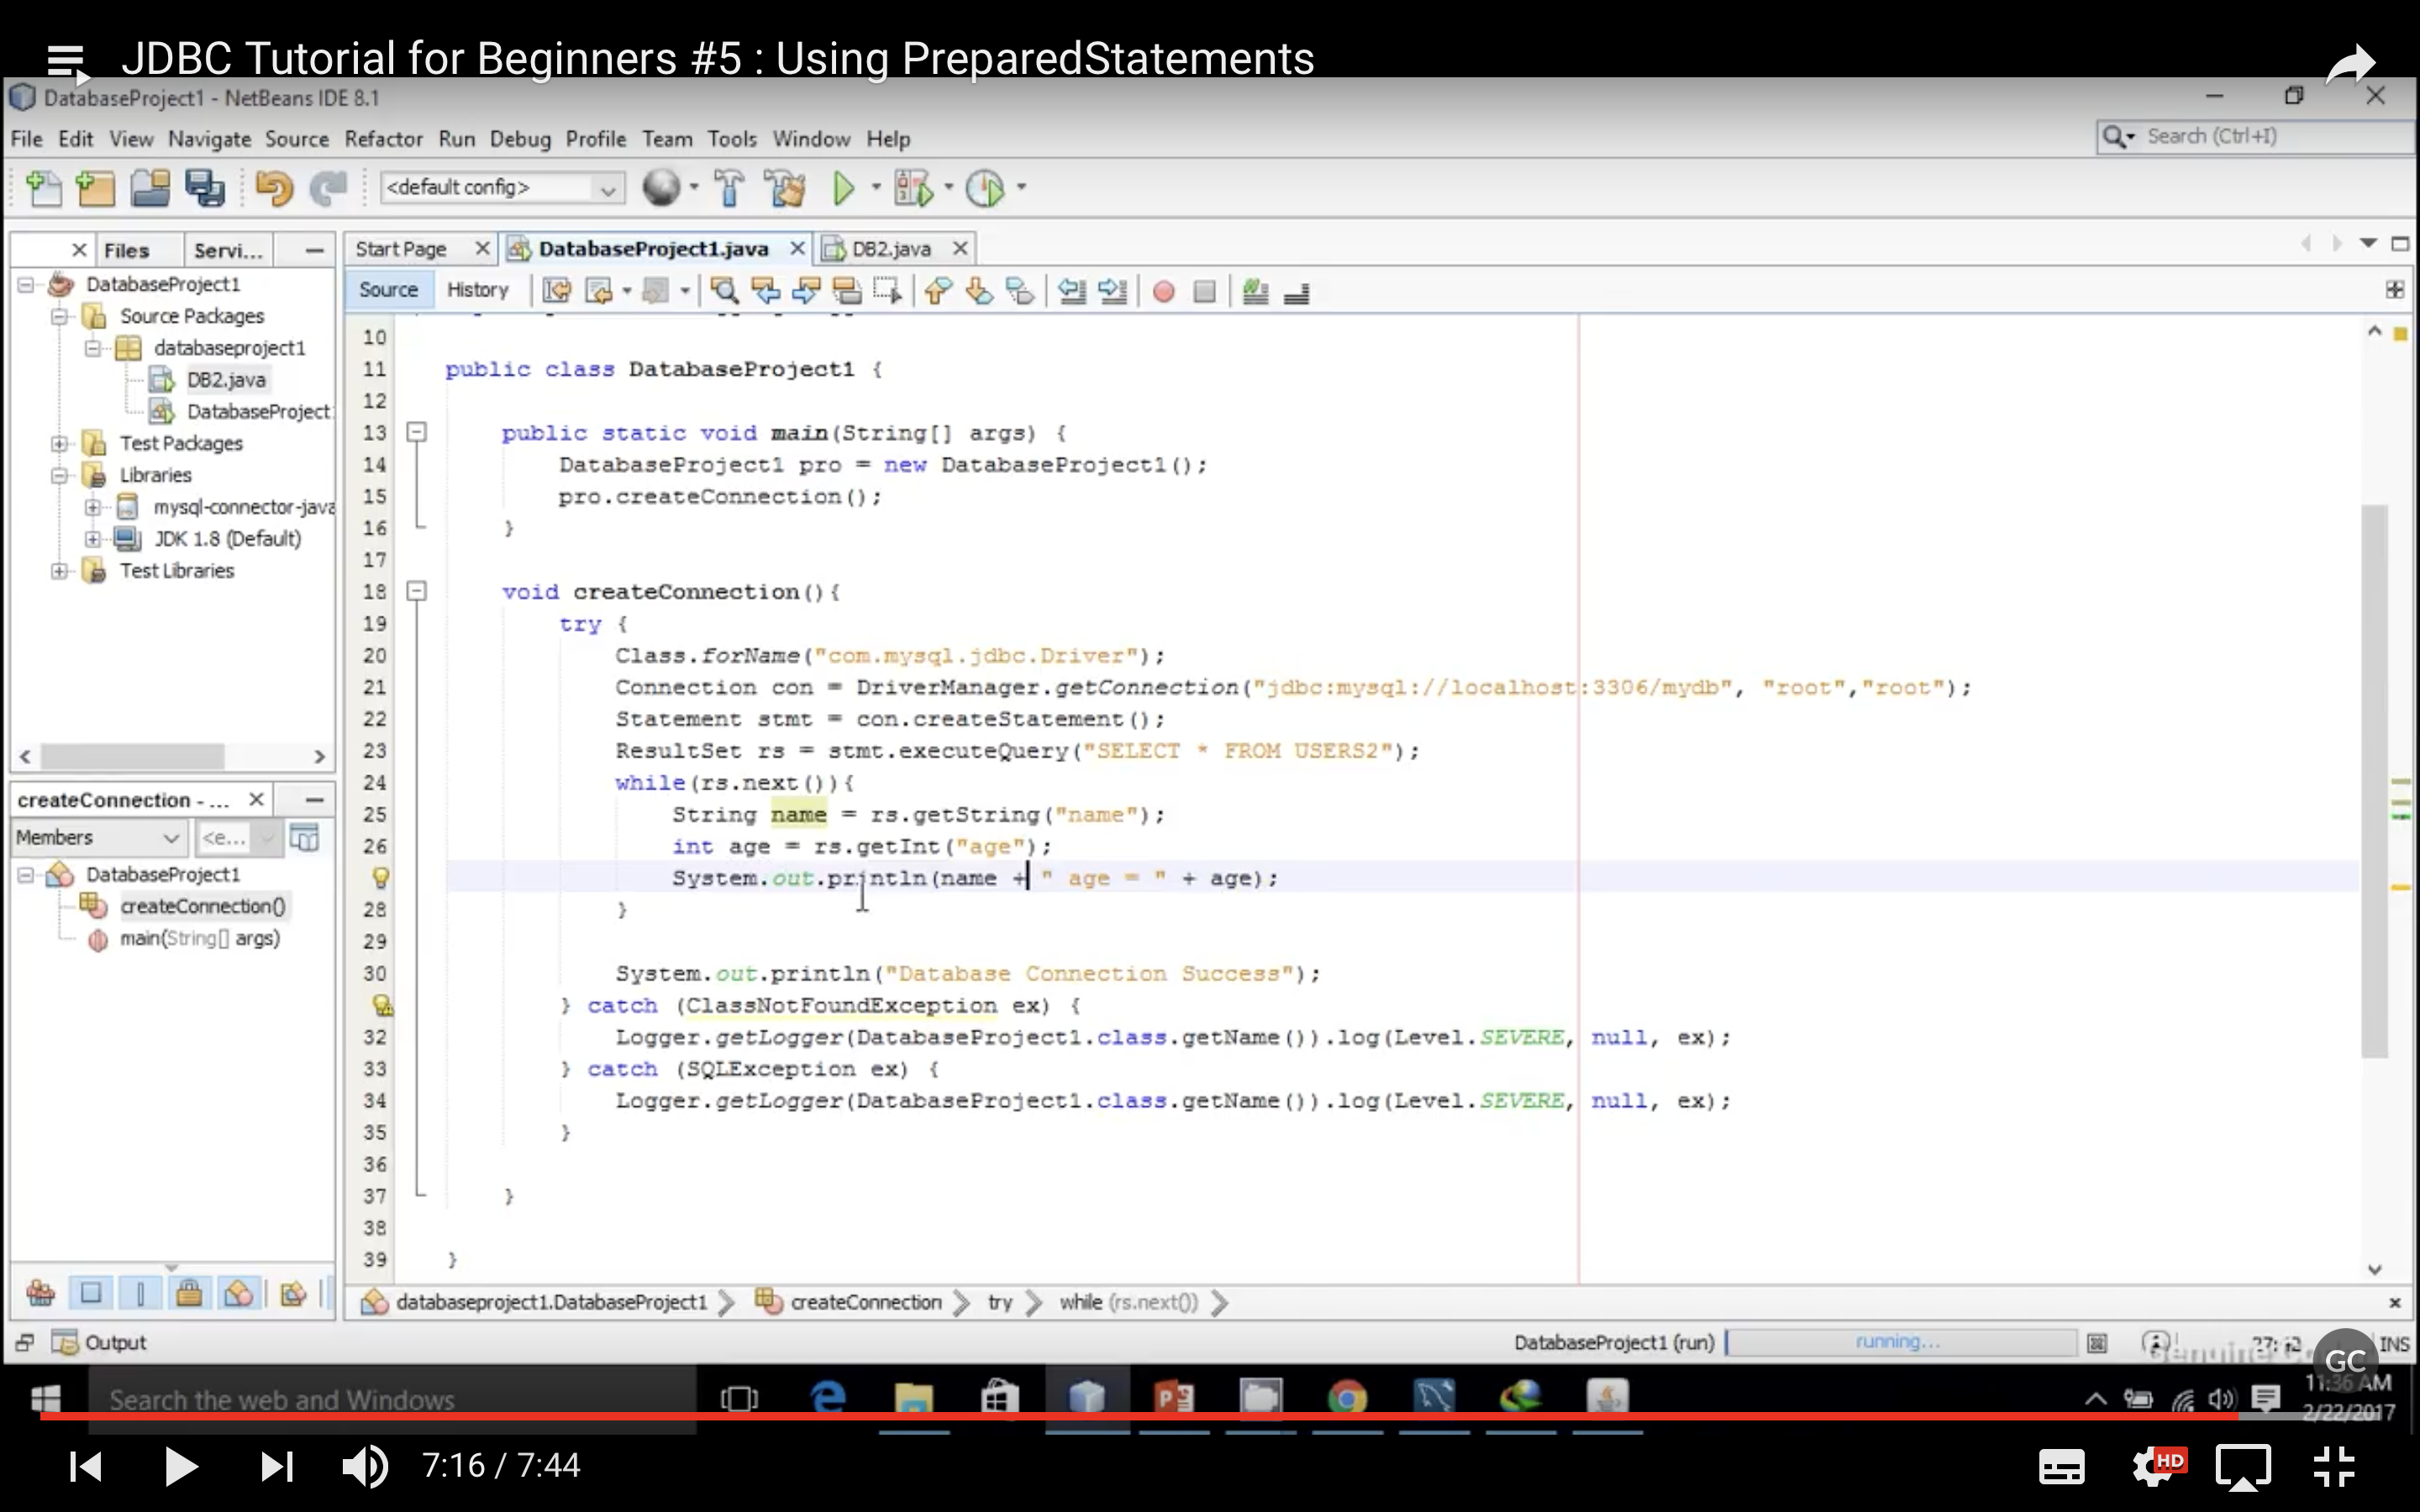 JDBC Tutorial for Beginners #5 : Using PreparedStatements
DatabaseProject1 - NetBeans IDE 8.1
File Edit View Navigate Source Refactor Run Debug Profile Team Tools Window Help
Search (Ctrl+I)
<default config>
Files Servi...
Start Page DatabaseProject1.java DB2.java
Source History
DatabaseProject1
Source Packages
databaseproject1
DB2.java
DatabaseProject
Test Packages
Libraries
mysql-connector-java
JDK 1.8 (Default)
Test Libraries
createConnection - ...
Members <e...
DatabaseProject1
createConnection()
main(String[] args)
10
11 public class DatabaseProject1 {
12
13 public static void main(String[] args) {
14 DatabaseProject1 pro = new DatabaseProject1();
15 pro.createConnection();
16 }
17
18 void createConnection(){
19 try {
20 Class.forName("com.mysql.jdbc.Driver");
21 Connection con = DriverManager.getConnection("jdbc:mysql://localhost:3306/mydb", "root","root");
22 Statement stmt = con.createStatement();
23 ResultSet rs = stmt.executeQuery("SELECT * FROM USERS2");
24 while(rs.next()){
25 String name = rs.getString("name");
26 int age = rs.getInt("age");
System.out.println(name + " age = " + age);
28 }
29
30 System.out.println("Database Connection Success");
} catch (ClassNotFoundException ex) {
32 Logger.getLogger(DatabaseProject1.class.getName()).log(Level.SEVERE, null, ex);
33 } catch (SQLException ex) {
34 Logger.getLogger(DatabaseProject1.class.getName()).log(Level.SEVERE, null, ex);
35 }
36
37 }
38
39 }
databaseproject1.DatabaseProject1 createConnection try while (rs.next())
Output
DatabaseProject1 (run) running... INS
GC
Search the web and Windows
11:36 AM
2/22/2017
7:16 / 7:44
HD